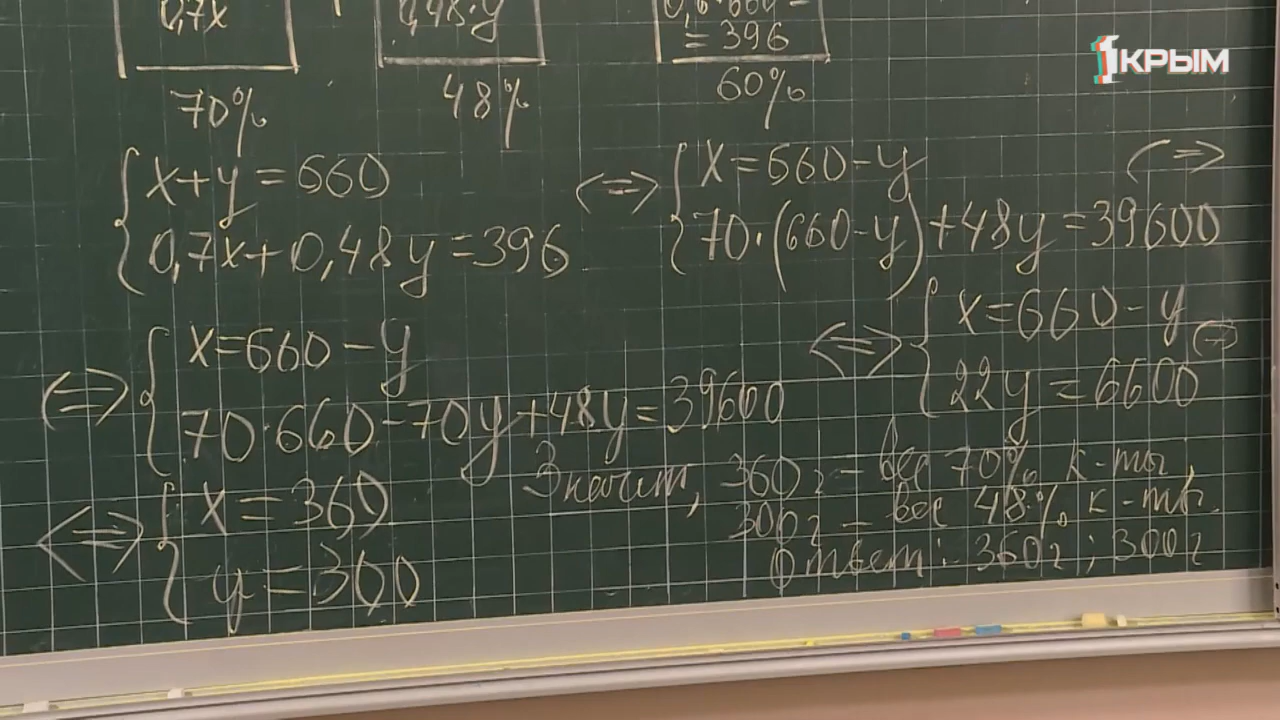 0,7x 0,48·y 0,6·660=
=396
70% 48% 60%
{x+y=660 <=> {x=660-y <=>
{0,7x+0,48y=396 {70·(660-y)+48y=39600
<=> {x=660-y <=> {x=660-y <=>
{70·660-70y+48y=39600 {22y=6600
<=> {x=360 Значит, 360 г - вес 70% к-ты,
{y=300 300 г - вес 48% к-ты.
Ответ: 360 г; 300 г
1 КРЫМ